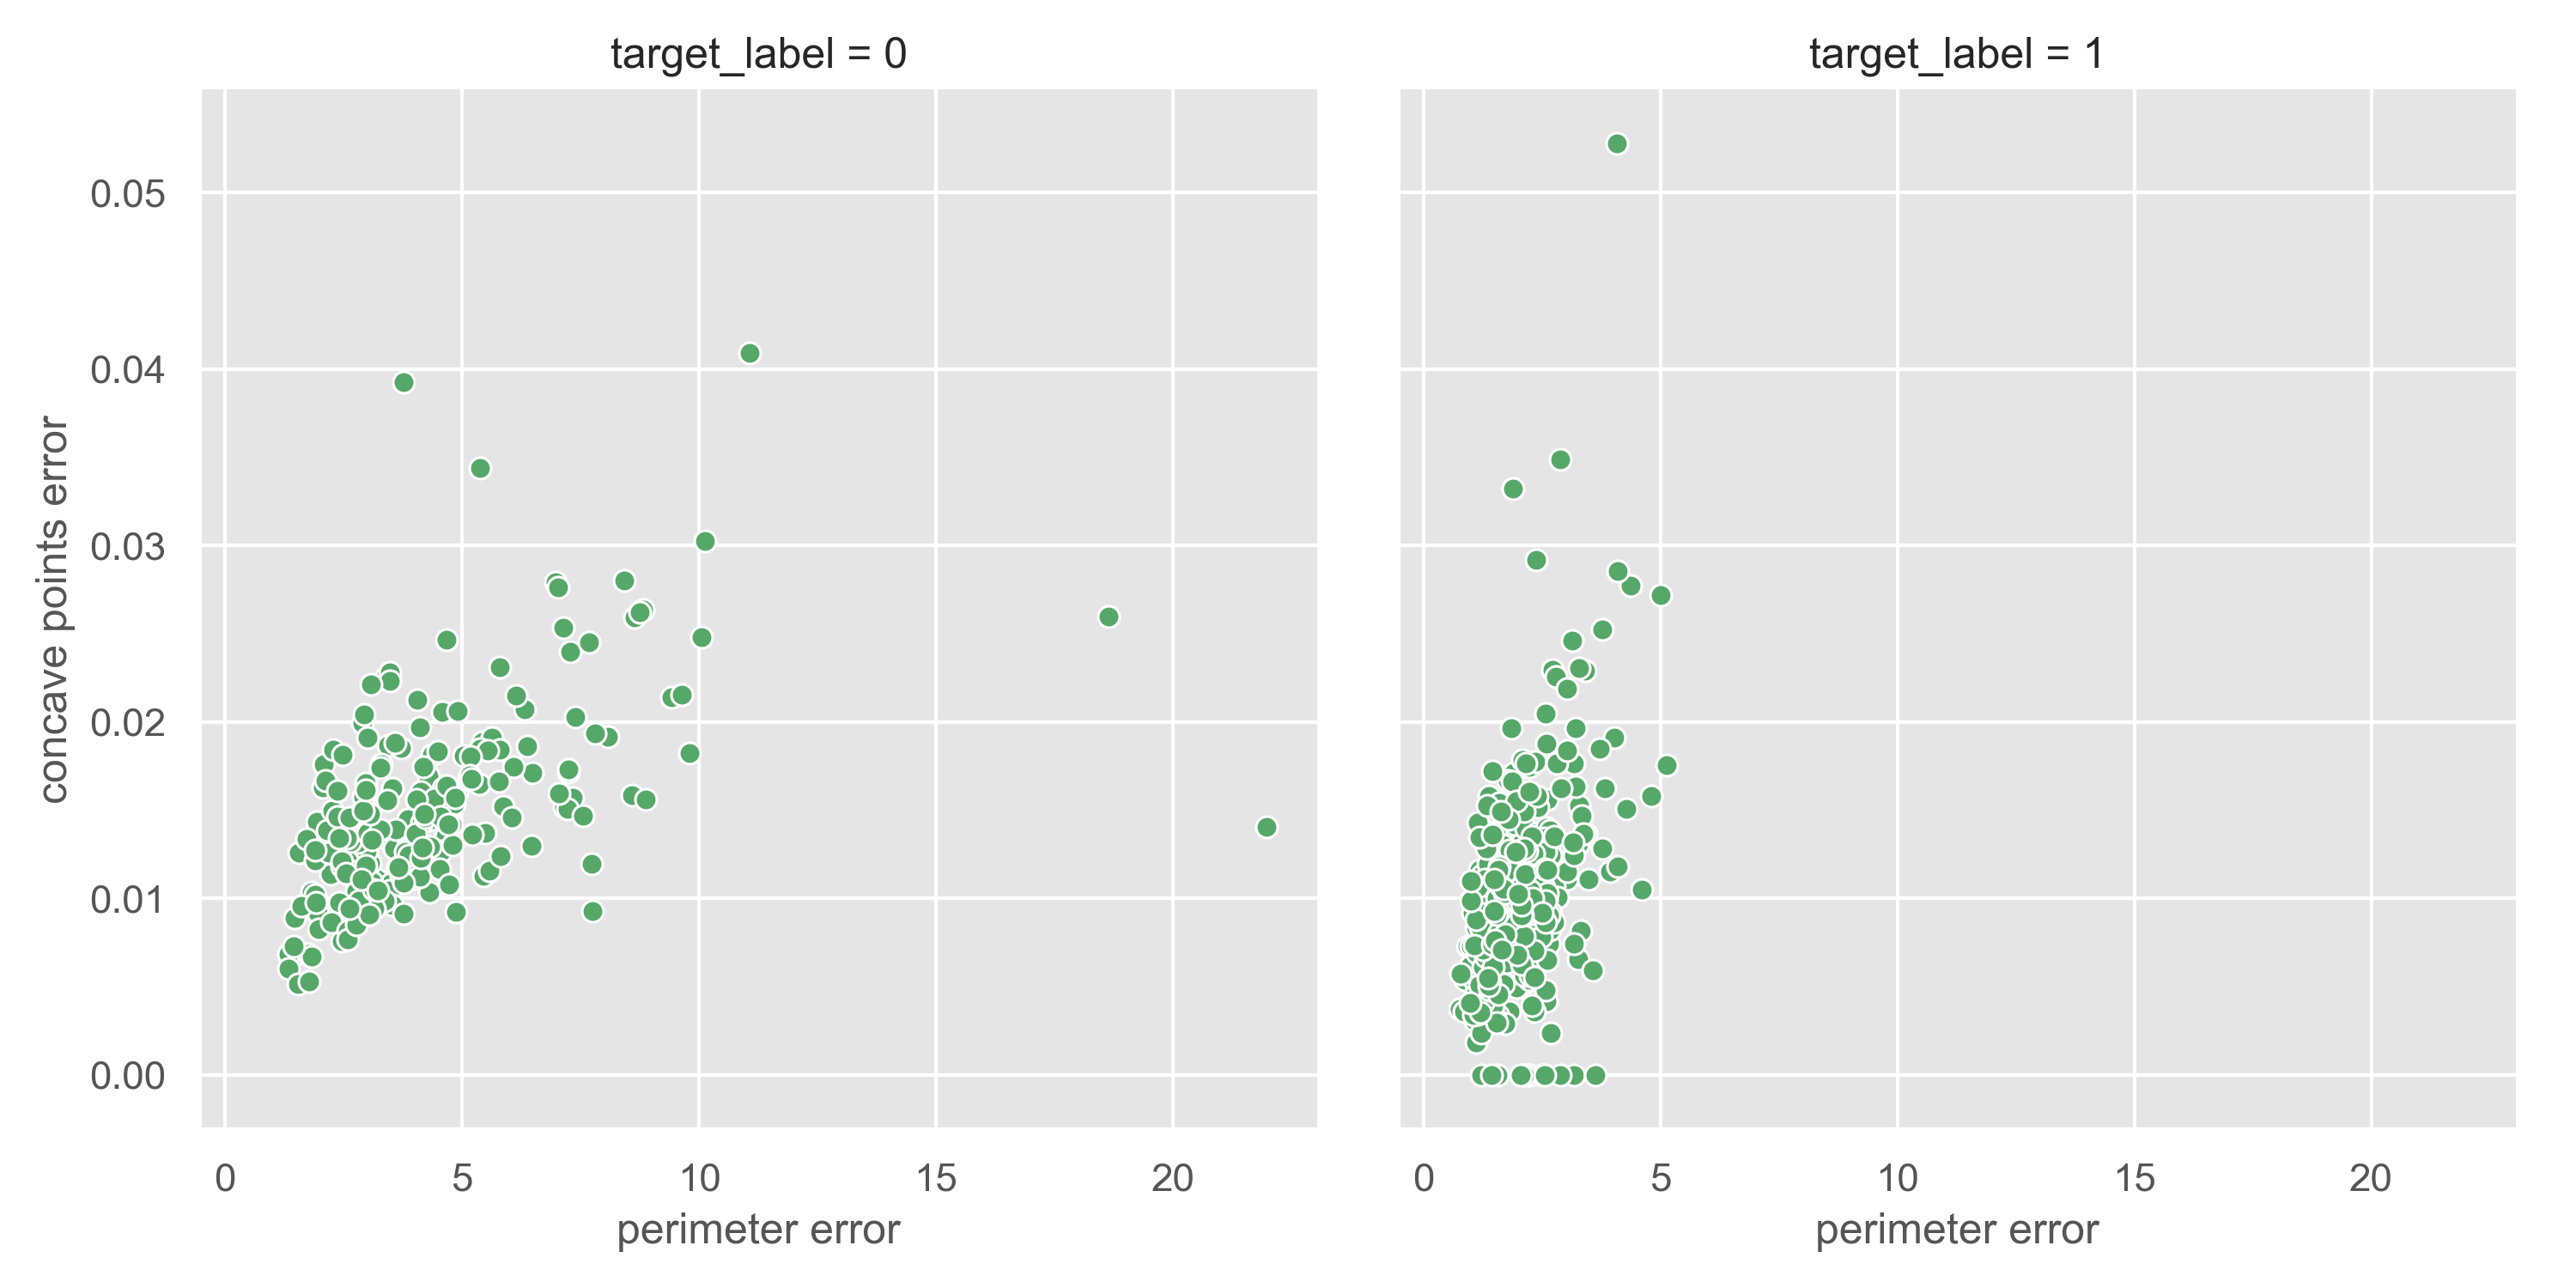 target_label = 0
target_label = 1
concave points error
0.05
0.04
0.03
0.02
0.01
0.00
0 5 10 15 20
0 5 10 15 20
perimeter error
perimeter error